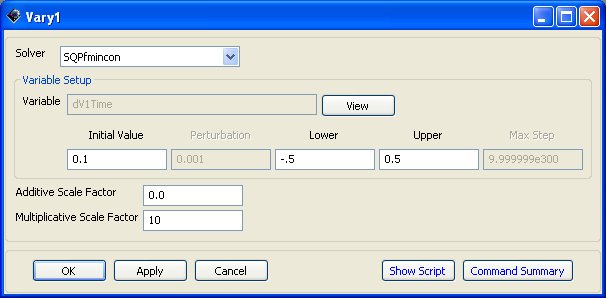 Vary1
Solver SQPfmincon
Variable Setup
Variable dV1Time View
Initial Value Perturbation Lower Upper Max Step
0.1 0.001 -.5 0.5 9.999999e300
Additive Scale Factor 0.0
Multiplicative Scale Factor 10
OK Apply Cancel Show Script Command Summary